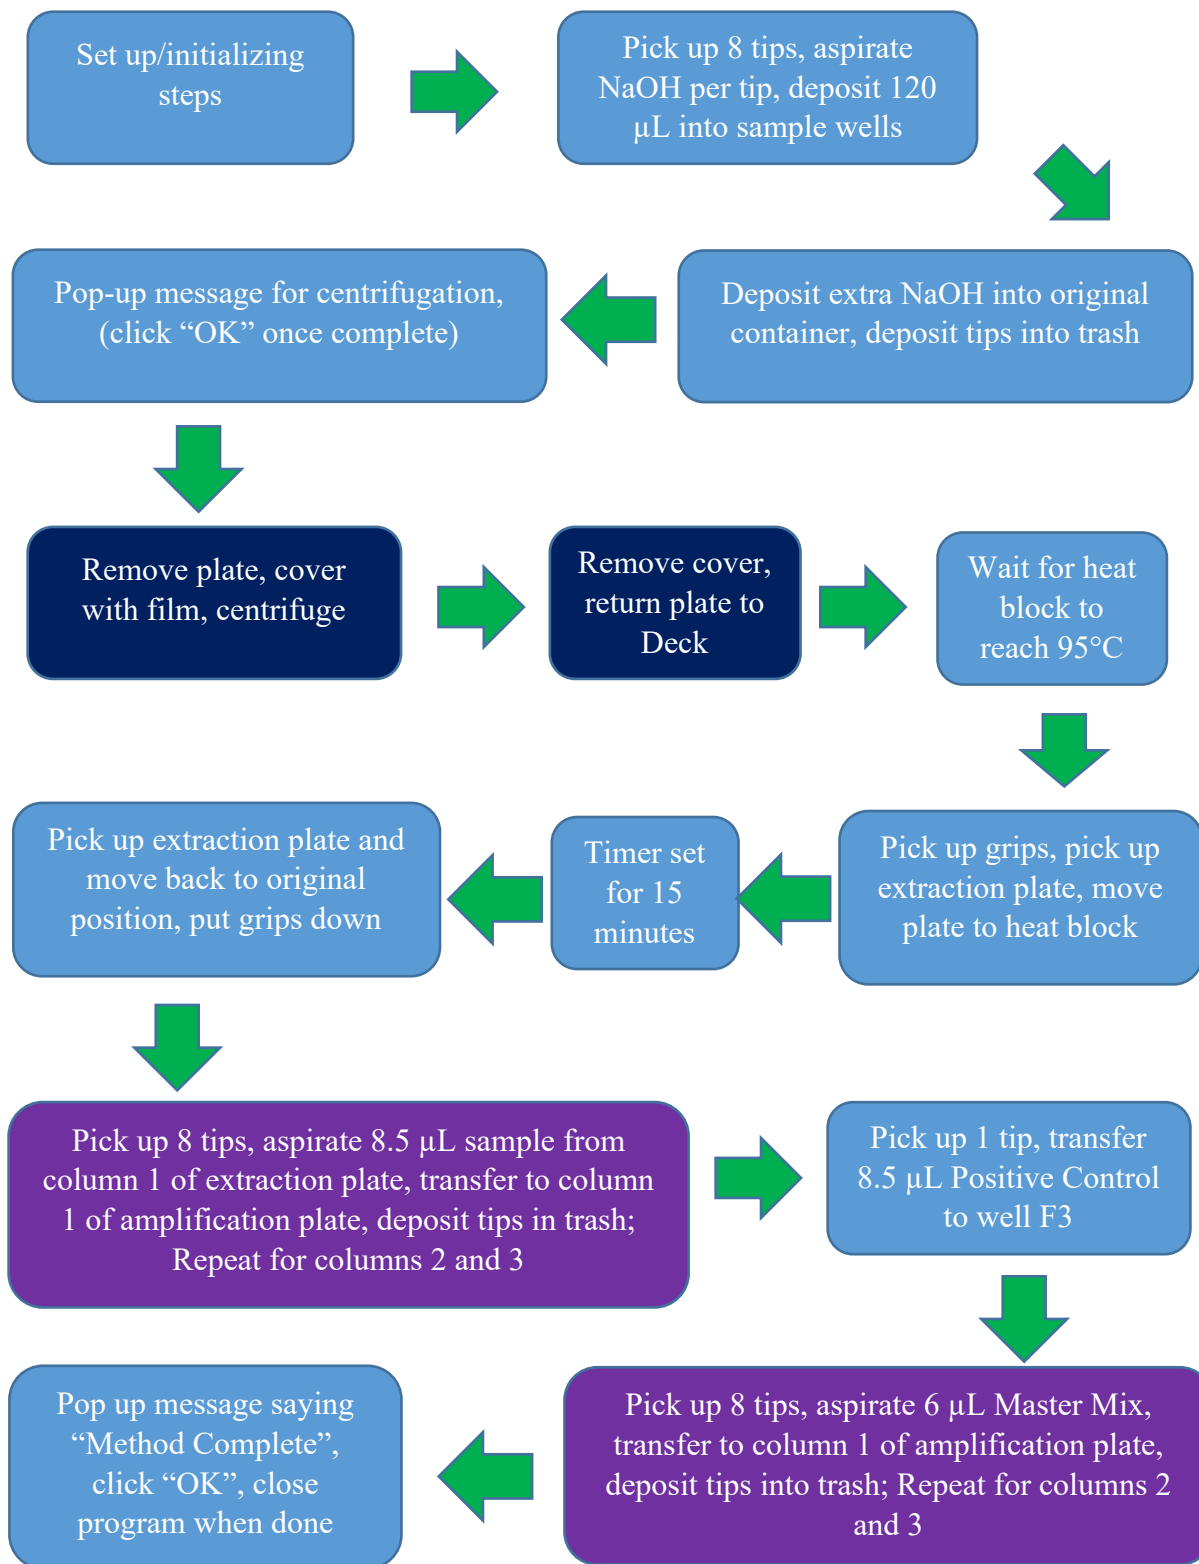 Set up/initializing
steps
Pick up 8 tips, aspirate
NaOH per tip, deposit 120
µL into sample wells
Deposit extra NaOH into original
container, deposit tips into trash
Pop-up message for centrifugation,
(click “OK” once complete)
Remove plate, cover
with film, centrifuge
Remove cover,
return plate to
Deck
Wait for heat
block to
reach 95°C
Pick up grips, pick up
extraction plate, move
plate to heat block
Timer set
for 15
minutes
Pick up extraction plate and
move back to original
position, put grips down
Pick up 8 tips, aspirate 8.5 µL sample from
column 1 of extraction plate, transfer to column
1 of amplification plate, deposit tips in trash;
Repeat for columns 2 and 3
Pick up 1 tip, transfer
8.5 µL Positive Control
to well F3
Pick up 8 tips, aspirate 6 µL Master Mix,
transfer to column 1 of amplification plate,
deposit tips into trash; Repeat for columns 2
and 3
Pop up message saying
“Method Complete”,
click “OK”, close
program when done